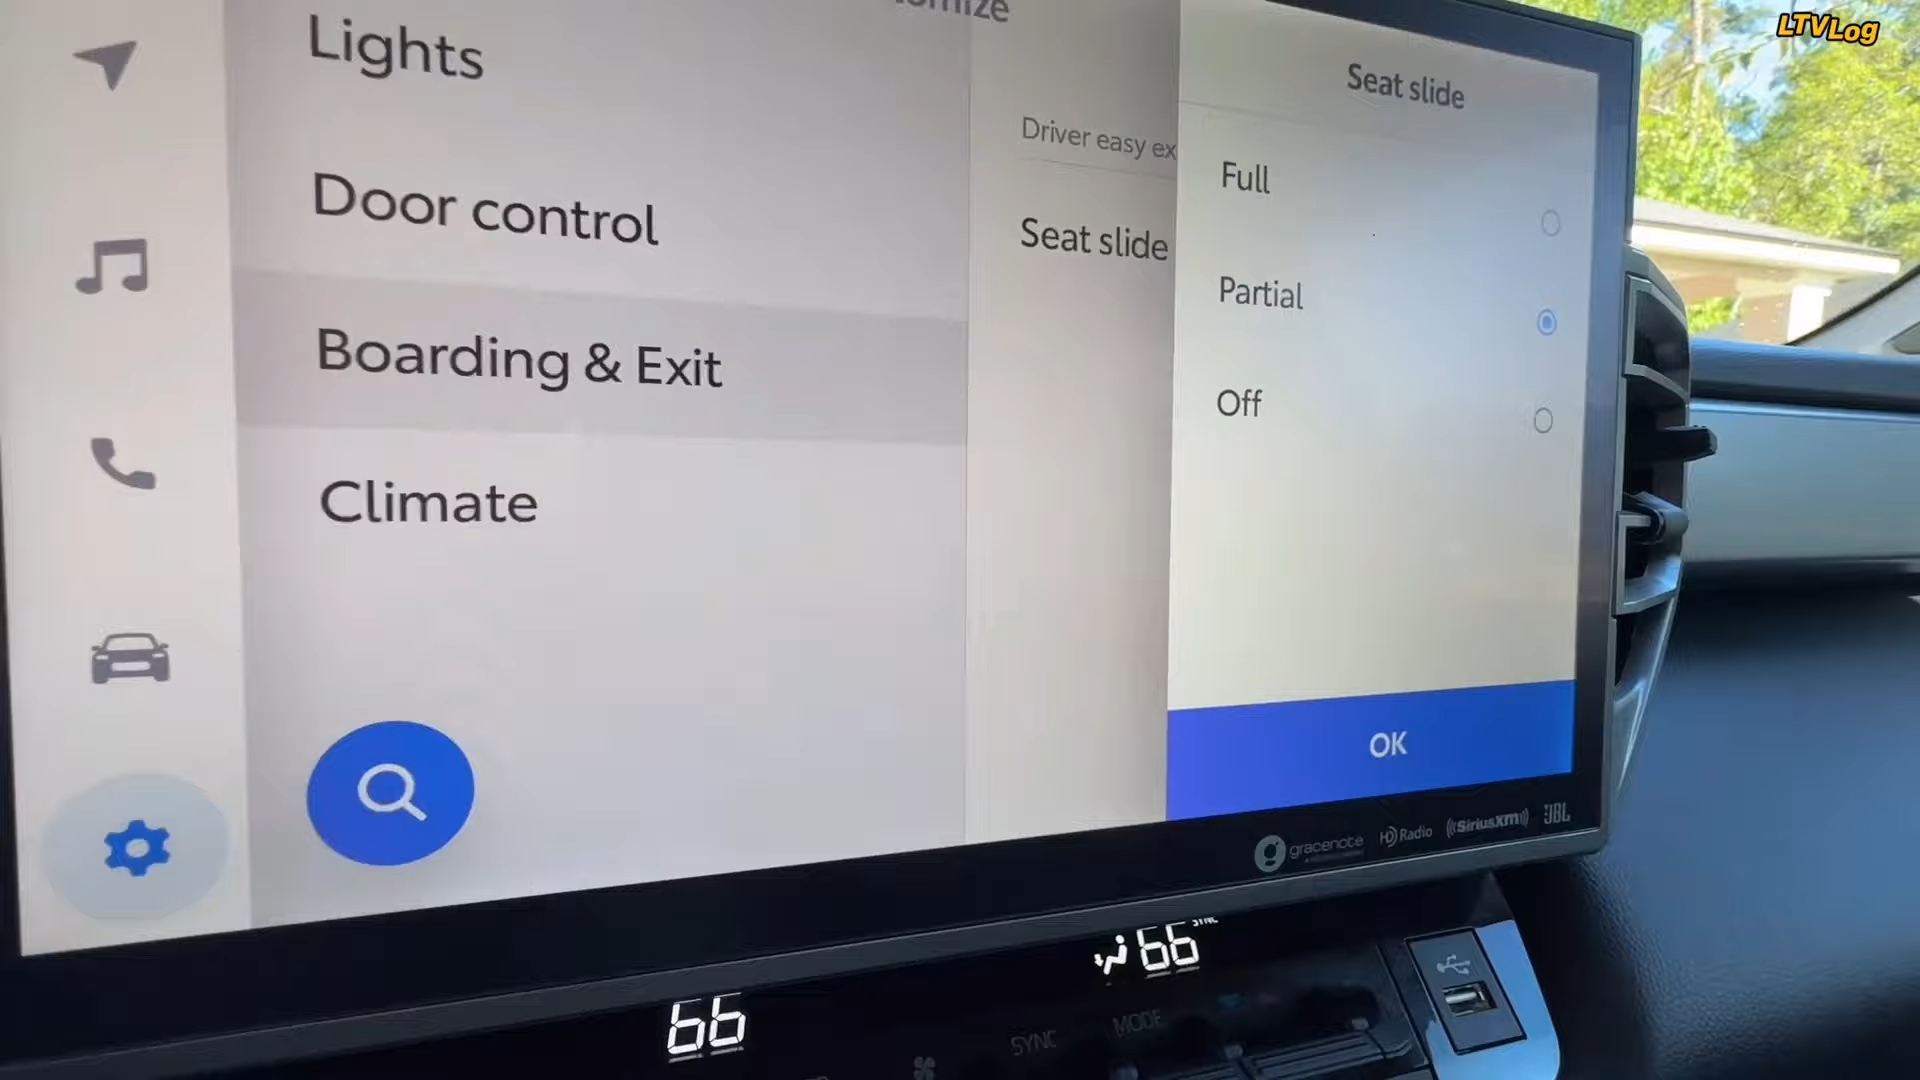 LTVLog
Lights
Door control
Boarding & Exit
Climate
Driver easy
Seat slide
Seat slide
Full
Partial
Off
OK
gracenote
HD Radio
((SiriusXM))
JBL
66
SYNC
66
SYNC
MODE